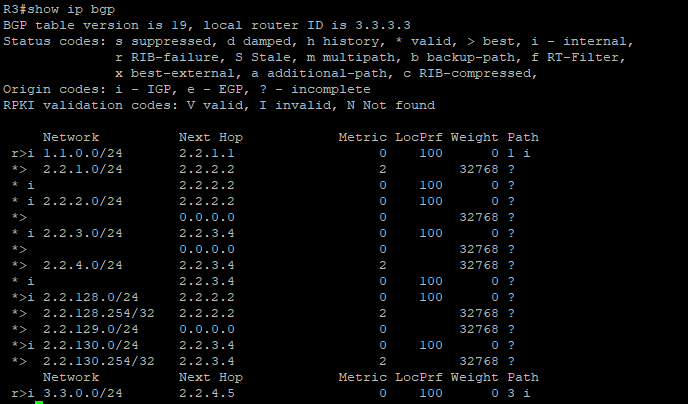 R3#show ip bgp
BGP table version is 19, local router ID is 3.3.3.3
Status codes: s suppressed, d damped, h history, * valid, > best, i - internal,
              r RIB-failure, S Stale, m multipath, b backup-path, f RT-Filter,
              x best-external, a additional-path, c RIB-compressed,
Origin codes: i - IGP, e - EGP, ? - incomplete
RPKI validation codes: V valid, I invalid, N Not found

     Network          Next Hop            Metric LocPrf Weight Path
 r>i 1.1.0.0/24       2.2.1.1                  0    100      0 1 i
 *>  2.2.1.0/24       2.2.2.2                  2         32768 ?
 * i                  2.2.2.2                  0    100      0 ?
 * i 2.2.2.0/24       2.2.2.2                  0    100      0 ?
 *>                   0.0.0.0                  0         32768 ?
 * i 2.2.3.0/24       2.2.3.4                  0    100      0 ?
 *>                   0.0.0.0                  0         32768 ?
 *>  2.2.4.0/24       2.2.3.4                  2         32768 ?
 * i                  2.2.3.4                  0    100      0 ?
 *>i 2.2.128.0/24     2.2.2.2                  0    100      0 ?
 *>  2.2.128.254/32   2.2.2.2                  2         32768 ?
 *>  2.2.129.0/24     0.0.0.0                  0         32768 ?
 *>i 2.2.130.0/24     2.2.3.4                  0    100      0 ?
 *>  2.2.130.254/32   2.2.3.4                  2         32768 ?
     Network          Next Hop            Metric LocPrf Weight Path
 r>i 3.3.0.0/24       2.2.4.5                  0    100      0 3 i